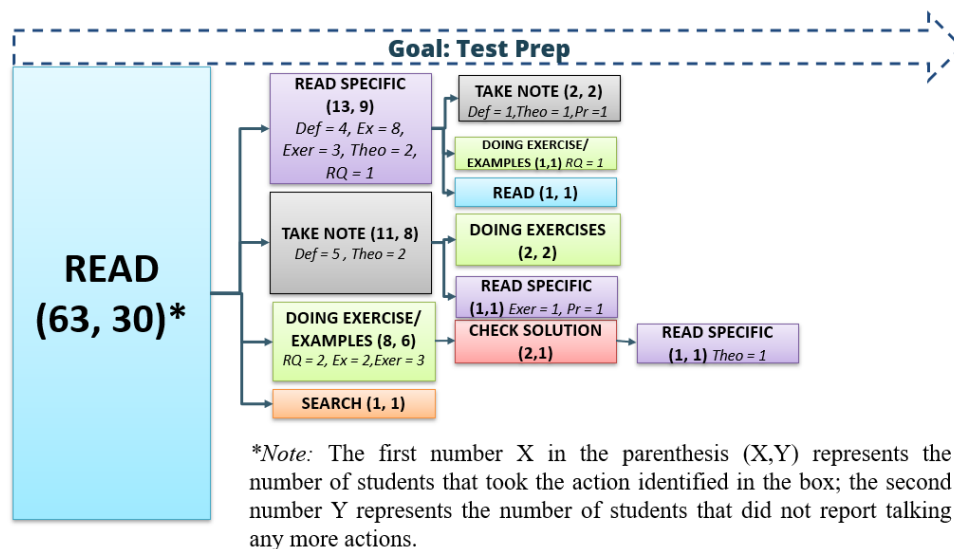 Goal: Test Prep
READ
(63, 30)*
READ SPECIFIC
(13, 9)
Def = 4, Ex = 8,
Exer = 3, Theo = 2,
RQ = 1
TAKE NOTE (2, 2)
Def = 1,Theo = 1,Pr =1
DOING EXERCISE/
EXAMPLES (1,1) RQ = 1
READ (1, 1)
TAKE NOTE (11, 8)
Def = 5 , Theo = 2
DOING EXERCISES
(2, 2)
READ SPECIFIC
(1,1) Exer = 1, Pr = 1
DOING EXERCISE/
EXAMPLES (8, 6)
RQ = 2, Ex = 2,Exer = 3
CHECK SOLUTION
(2,1)
READ SPECIFIC
(1, 1) Theo = 1
SEARCH (1, 1)
*Note: The first number X in the parenthesis (X,Y) represents the
number of students that took the action identified in the box; the second
number Y represents the number of students that did not report talking
any more actions.